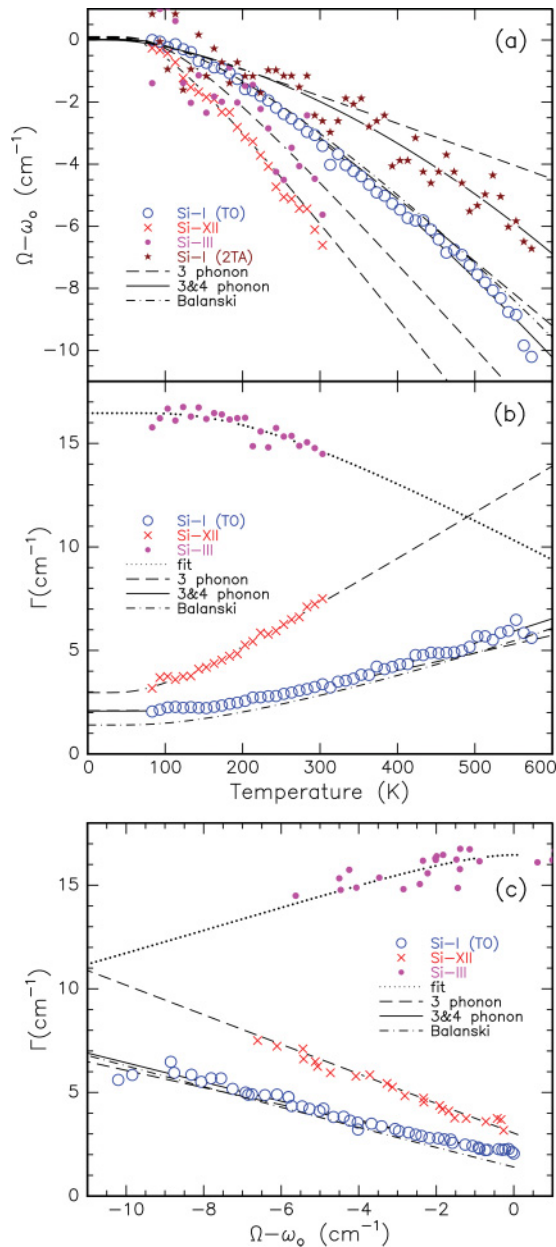 (a)
0
−2
−4
−6
−8
−10
Ω−ω₀ (cm⁻¹)
Si−I (TO)
Si−XII
Si−III
Si−I (2TA)
3 phonon
3&4 phonon
Balanski
(b)
15
10
5
0
Γ(cm⁻¹)
Si−I (TO)
Si−XII
Si−III
fit
3 phonon
3&4 phonon
Balanski
0 100 200 300 400 500 600
Temperature (K)
(c)
15
10
5
0
Γ(cm⁻¹)
Si−I (TO)
Si−XII
Si−III
fit
3 phonon
3&4 phonon
Balanski
−10 −8 −6 −4 −2 0
Ω−ω₀ (cm⁻¹)